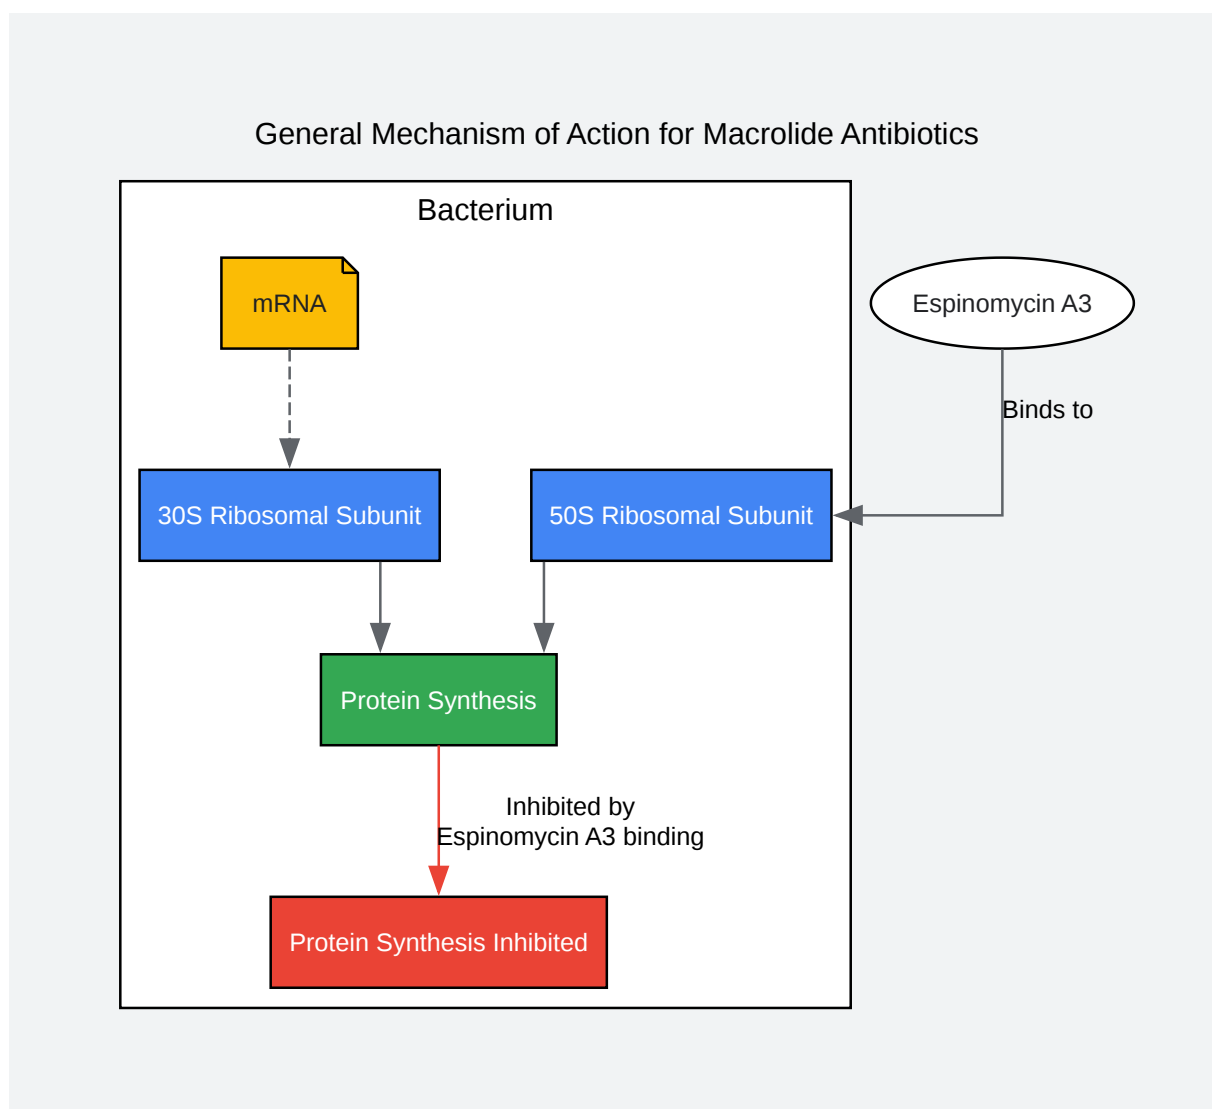 General Mechanism of Action for Macrolide Antibiotics
Bacterium
mRNA
Espinomycin A3
Binds to
30S Ribosomal Subunit
50S Ribosomal Subunit
Protein Synthesis
Inhibited by
Espinomycin A3 binding
Protein Synthesis Inhibited